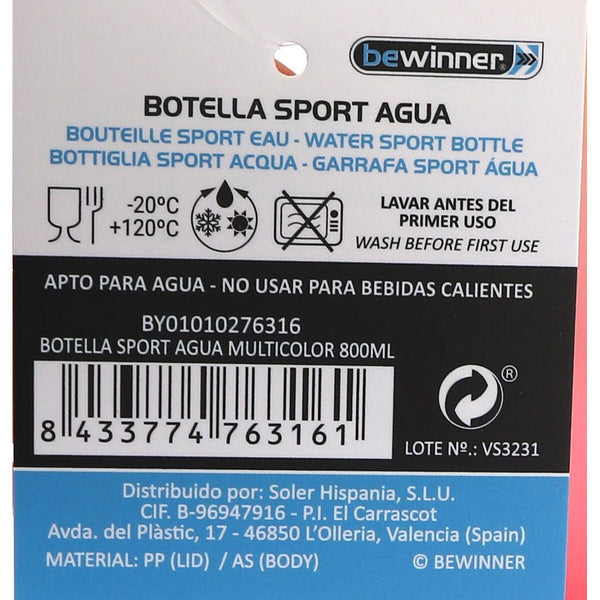 bewinner®
BOTELLA SPORT AGUA
BOUTEILLE SPORT EAU - WATER SPORT BOTTLE
BOTTIGLIA SPORT ACQUA - GARRAFA SPORT ÁGUA
-20ºC
+120ºC
LAVAR ANTES DEL
PRIMER USO
WASH BEFORE FIRST USE
APTO PARA AGUA - NO USAR PARA BEBIDAS CALIENTES
BY01010276316
BOTELLA SPORT AGUA MULTICOLOR 800ML
8 433774 763161
®
LOTE Nº.: VS3231
Distribuido por: Soler Hispania, S.L.U.
CIF. B-96947916 - P.I. El Carrascot
Avda. del Plàstic, 17 - 46850 L'Olleria, Valencia (Spain)
MATERIAL: PP (LID) / AS (BODY)
© BEWINNER